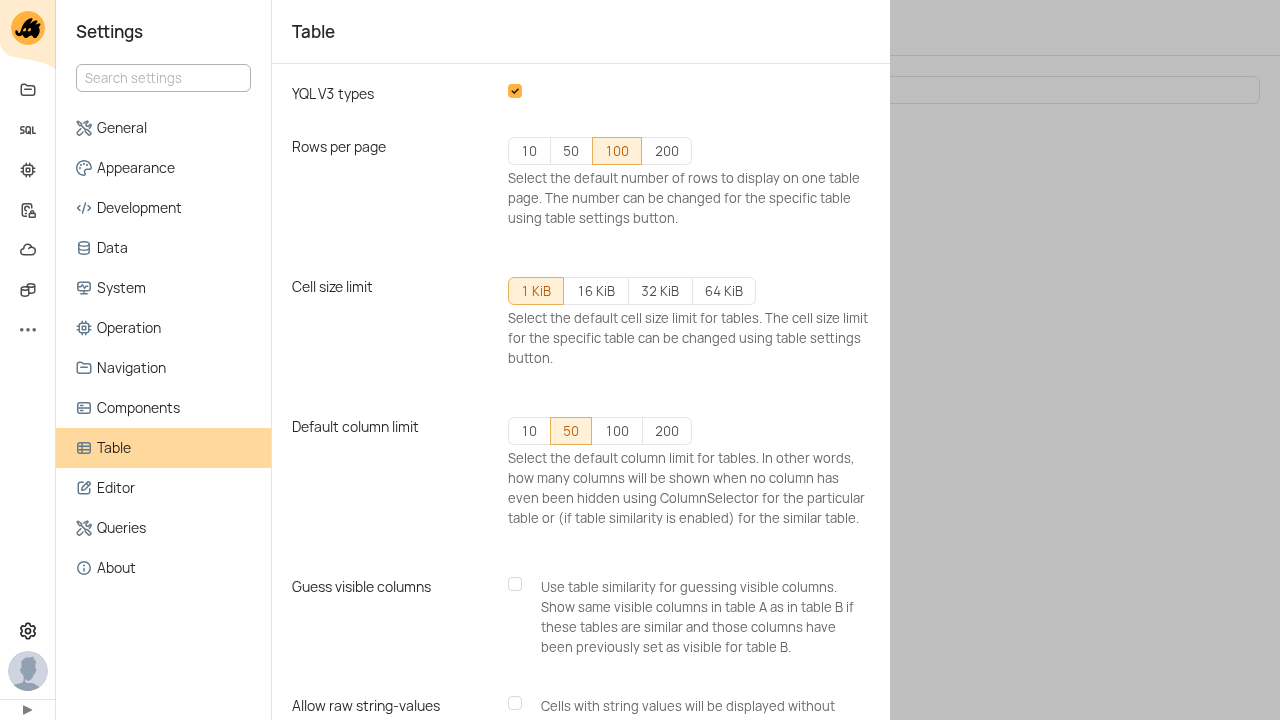 Settings
Table
Search settings
General
Appearance
SQL
Development
Data
System
Operation
Navigation
Components
Table
Editor
Queries
About
YQL V3 types
Rows per page
10 50 100 200
Select the default number of rows to display on one table
page. The number can be changed for the specific table
using table settings button.
Cell size limit
1 KiB 16 KiB 32 KiB 64 KiB
Select the default cell size limit for tables. The cell size limit
for the specific table can be changed using table settings
button.
Default column limit
10 50 100 200
Select the default column limit for tables. In other words,
how many columns will be shown when no column has
even been hidden using ColumnSelector for the particular
table or (if table similarity is enabled) for the similar table.
Guess visible columns
Use table similarity for guessing visible columns.
Show same visible columns in table A as in table B if
these tables are similar and those columns have
been previously set as visible for table B.
Allow raw string-values
Cells with string values will be displayed without